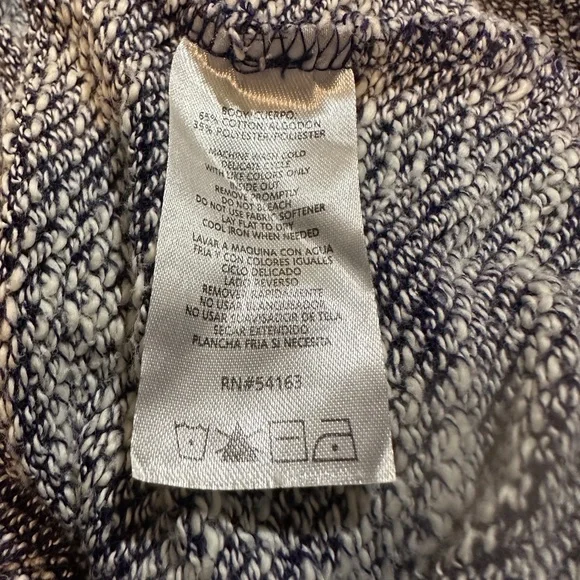 BODY/CUERPO
65% COTTON/ALGODON
35% POLYESTER/POLIESTER
MACHINE WASH COLD
DELICATE CYCLE
WITH LIKE COLORS ONLY
INSIDE OUT
REMOVE PROMPTLY
DO NOT BLEACH
DO NOT USE FABRIC SOFTENER
LAY FLAT TO DRY
COOL IRON WHEN NEEDED
LAVAR A MAQUINA CON AGUA
FRIA Y CON COLORES IGUALES
CICLO DELICADO
LADO REVERSO
REMOVER RAPIDAMENTE
NO USAR BLANQUEADOR
NO USAR SUAVISADOR DE TELA
SECAR EXTENDIDO
PLANCHA FRIA SI NECESITA
RN#54163